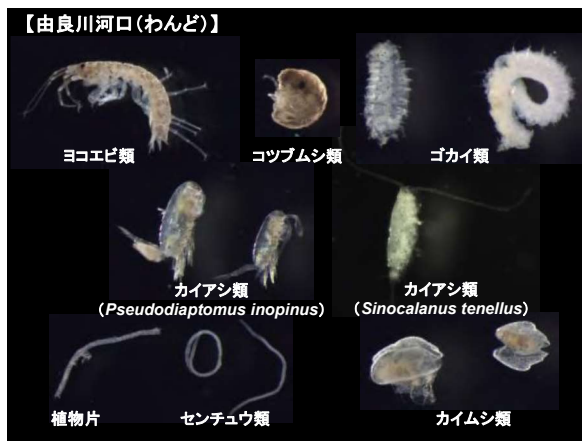 【由良川河口(わんど)】
ヨコエビ類
コツブムシ類
ゴカイ類
カイアシ類
(Pseudodiaptomus inopinus)
カイアシ類
(Sinocalanus tenellus)
植物片
センチュウ類
カイムシ類